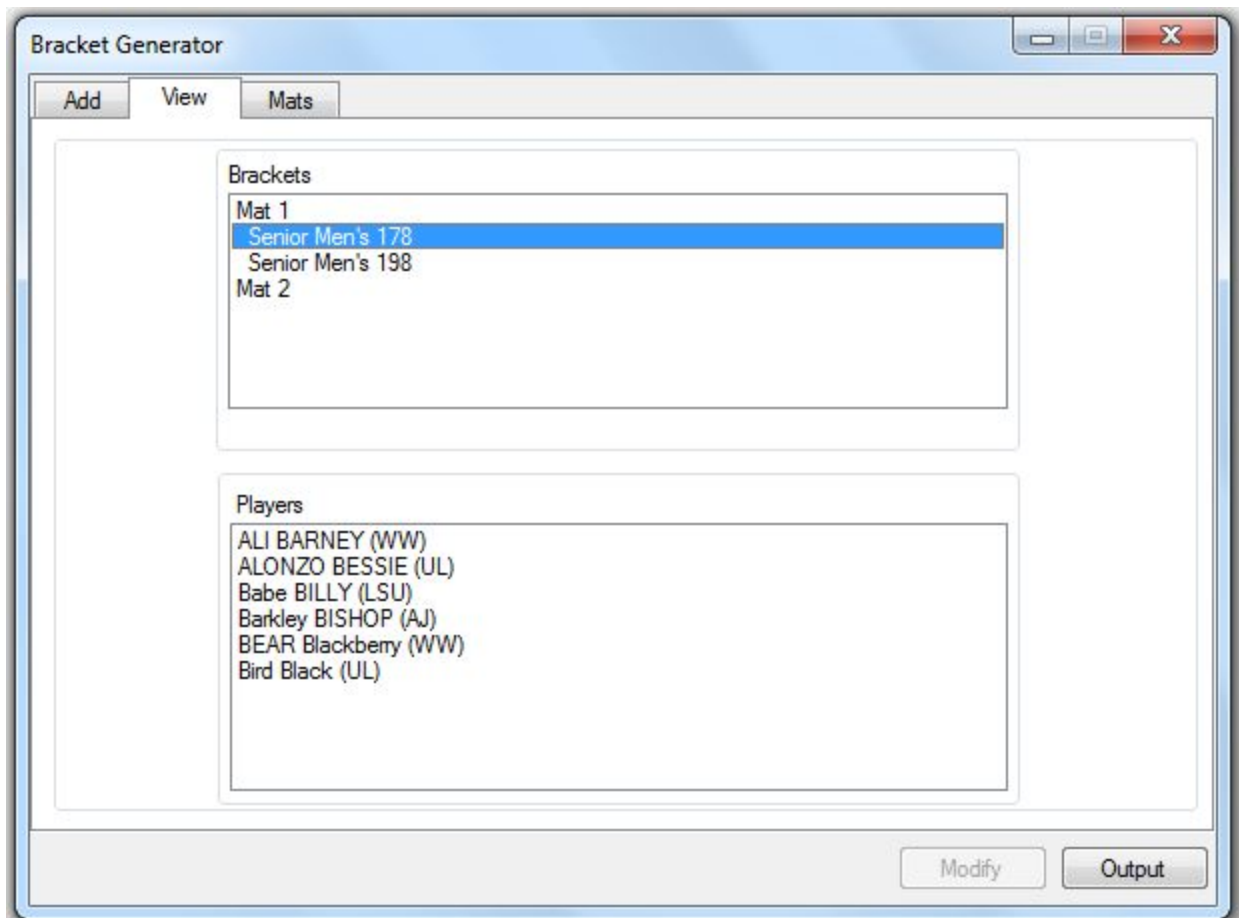 Bracket Generator
Add View Mats
Brackets
Mat 1
Senior Men's 178
Senior Men's 198
Mat 2
Players
ALI BARNEY (WW)
ALONZO BESSIE (UL)
Babe BILLY (LSU)
Barkley BISHOP (AJ)
BEAR Blackberry (WW)
Bird Black (UL)
Modify Output